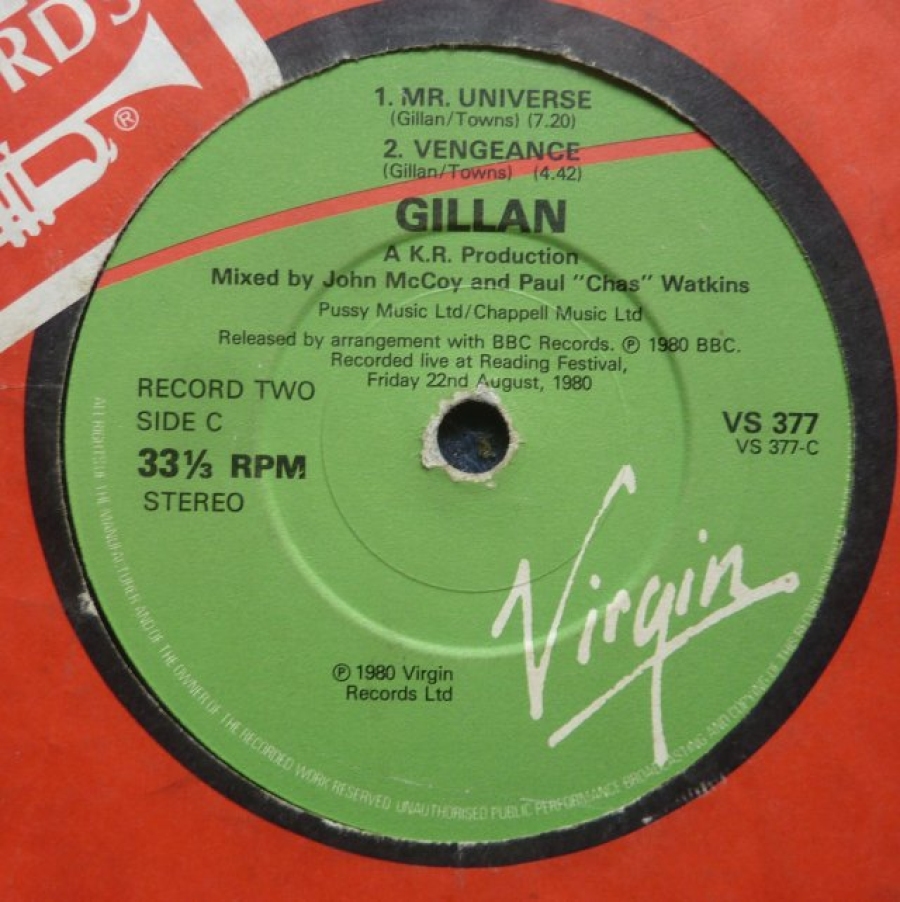 RDS
®
1. MR. UNIVERSE
(Gillan/Towns) (7.20)
2. VENGEANCE
(Gillan/Towns) (4.42)
GILLAN
A K.R. Production
Mixed by John McCoy and Paul "Chas" Watkins
Pussy Music Ltd/Chappell Music Ltd
Released by arrangement with BBC Records. ℗ 1980 BBC.
Recorded live at Reading Festival,
Friday 22nd August, 1980
RECORD TWO
SIDE C
33⅓ RPM
STEREO
VS 377
VS 377-C
Virgin
℗ 1980 Virgin
Records Ltd
ALL RIGHTS OF THE MANUFACTURER AND OF THE OWNER OF THE RECORDED WORK RESERVED UNAUTHORISED PUBLIC PERFORMANCE BROADCASTING AND COPYING OF THIS